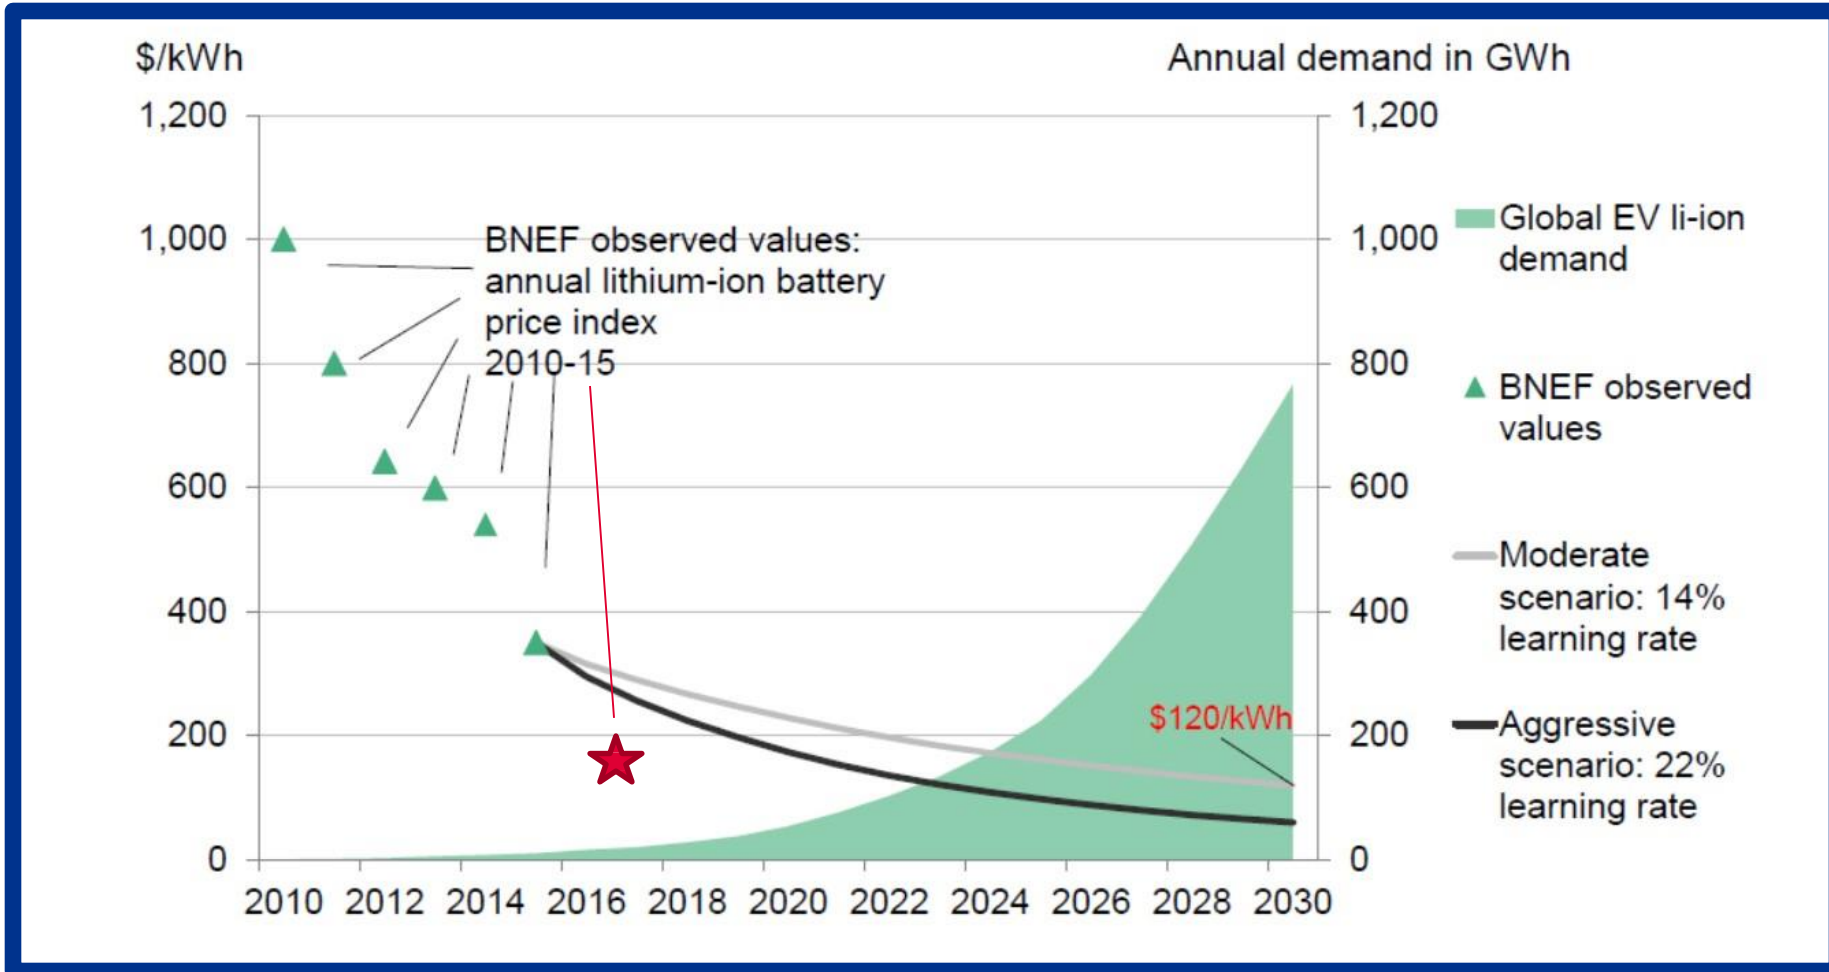 $/kWh
Annual demand in GWh
1,200
1,000
800
600
400
200
0
BNEF observed values:
annual lithium-ion battery
price index
2010-15
$120/kWh
1,200
1,000
800
600
400
200
0
2010 2012 2014 2016 2018 2020 2022 2024 2026 2028 2030
Global EV li-ion
demand
BNEF observed
values
Moderate
scenario: 14%
learning rate
Aggressive
scenario: 22%
learning rate